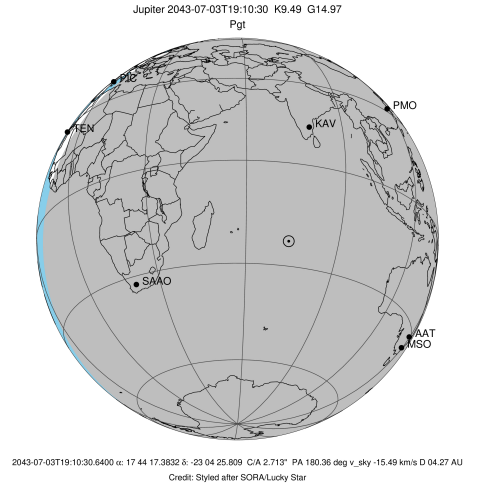 Jupiter 2043-07-03T19:10:30 K9.49 G14.97
Pgt
PIC
PMO
TEN
KAV
SAAO
AAT
MSO
2043-07-03T19:10:30.6400 α: 17 44 17.3832 δ: -23 04 25.809 C/A 2.713" PA 180.36 deg v_sky -15.49 km/s D 04.27 AU
Credit: Styled after SORA/Lucky Star